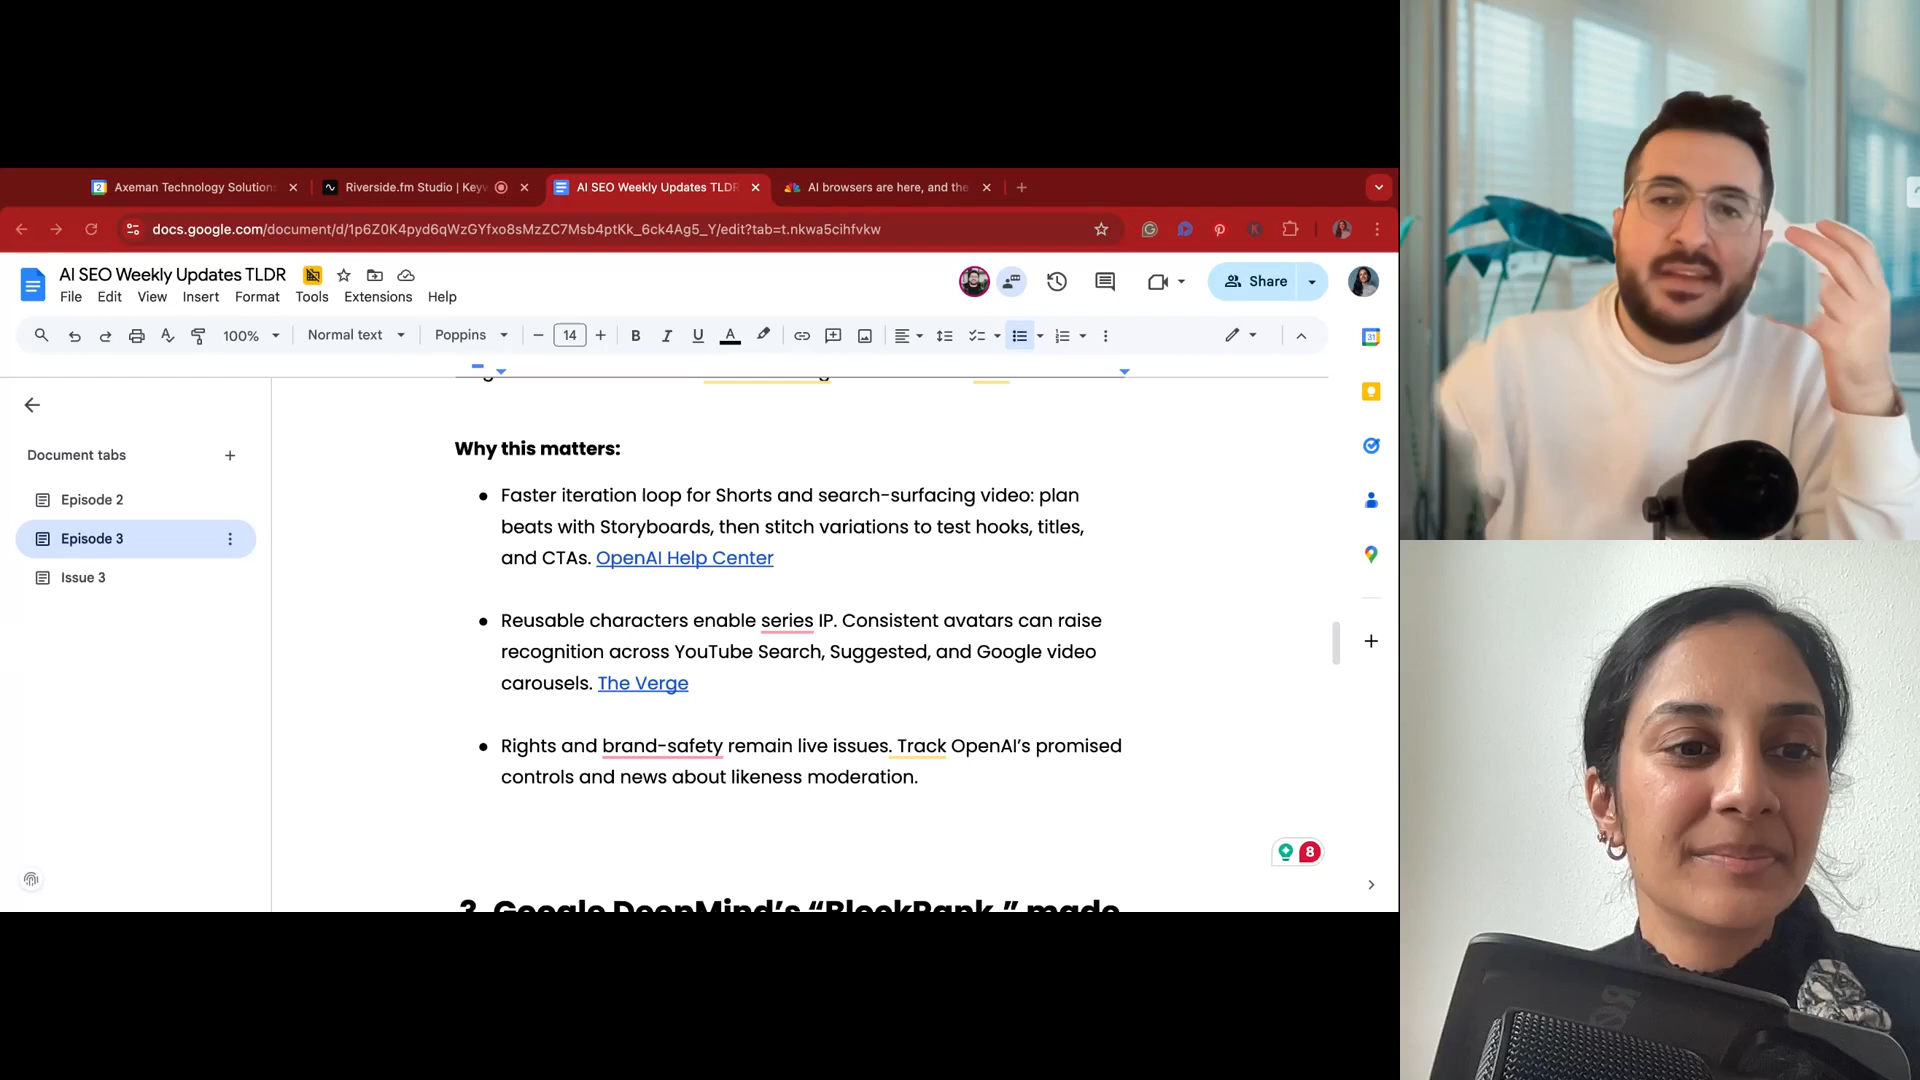 Axeman Technology Solution
Riverside.fm Studio | Keyw
AI SEO Weekly Updates TLDR
AI browsers are here, and the
docs.google.com/document/d/1p6Z0K4pyd6qWzGYfxo8sMzZC7Msb4ptKk_6ck4Ag5_Y/edit?tab=t.nkwa5cihfvkw
AI SEO Weekly Updates TLDR
File Edit View Insert Format Tools Extensions Help
Share
100% Normal text Poppins 14
Document tabs
Episode 2
Episode 3
Issue 3
Why this matters:
● Faster iteration loop for Shorts and search-surfacing video: plan
beats with Storyboards, then stitch variations to test hooks, titles,
and CTAs. OpenAI Help Center
● Reusable characters enable series IP. Consistent avatars can raise
recognition across YouTube Search, Suggested, and Google video
carousels. The Verge
● Rights and brand-safety remain live issues. Track OpenAI’s promised
controls and news about likeness moderation.
8
3. Google DeepMind’s “BlockRank,” made